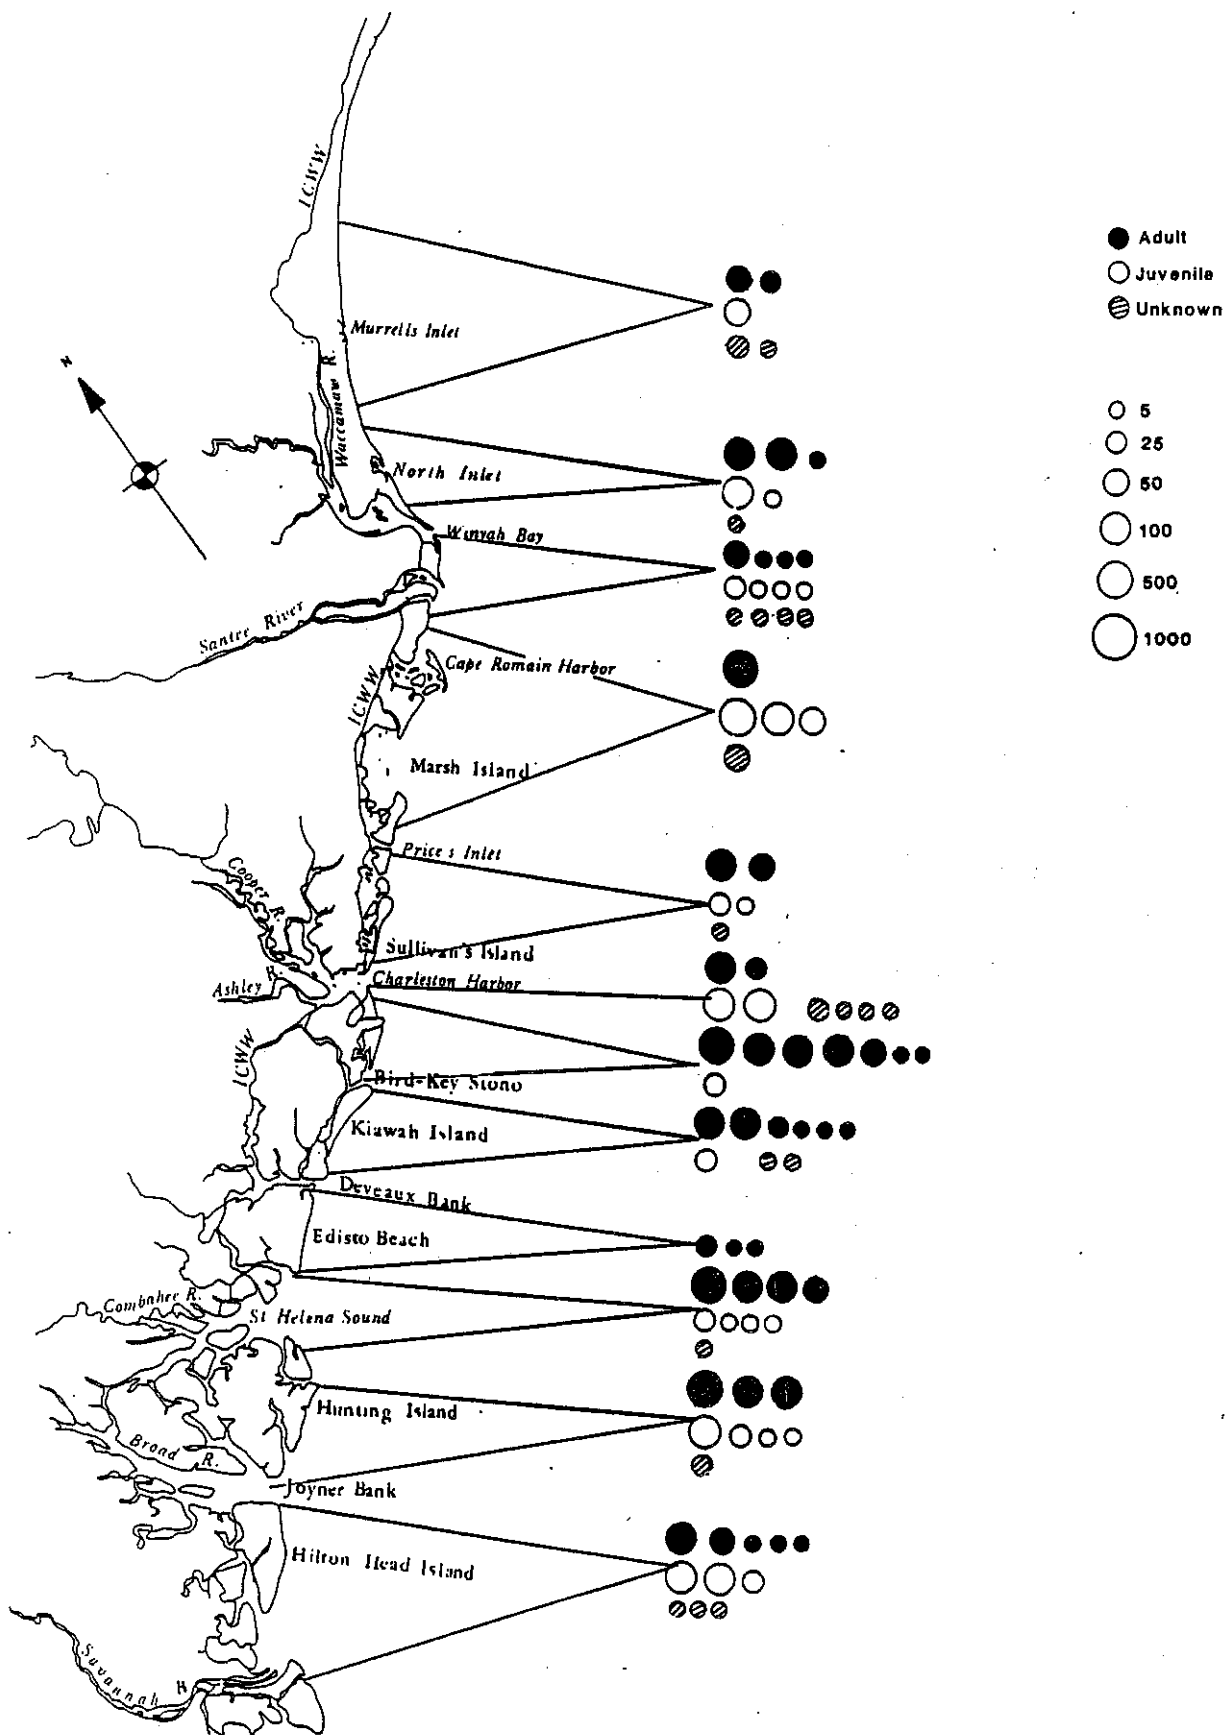 ICWW
Adult
Juvenile
Unknown
Murrells Inlet
N
Waccamaw R.
5
25
North Inlet
50
Winyah Bay
100
500
Santee River
1000
Cape Romain Harbor
ICWW
Marsh Island
Price's Inlet
Cooper R.
Sullivan's Island
Ashley R.
Charleston Harbor
ICWW
Bird-Key Stono
Kiawah Island
Deveaux Bank
Edisto Beach
Combahee R.
St Helena Sound
Hunting Island
Broad R.
Joyner Bank
Hilton Head Island
Savannah R